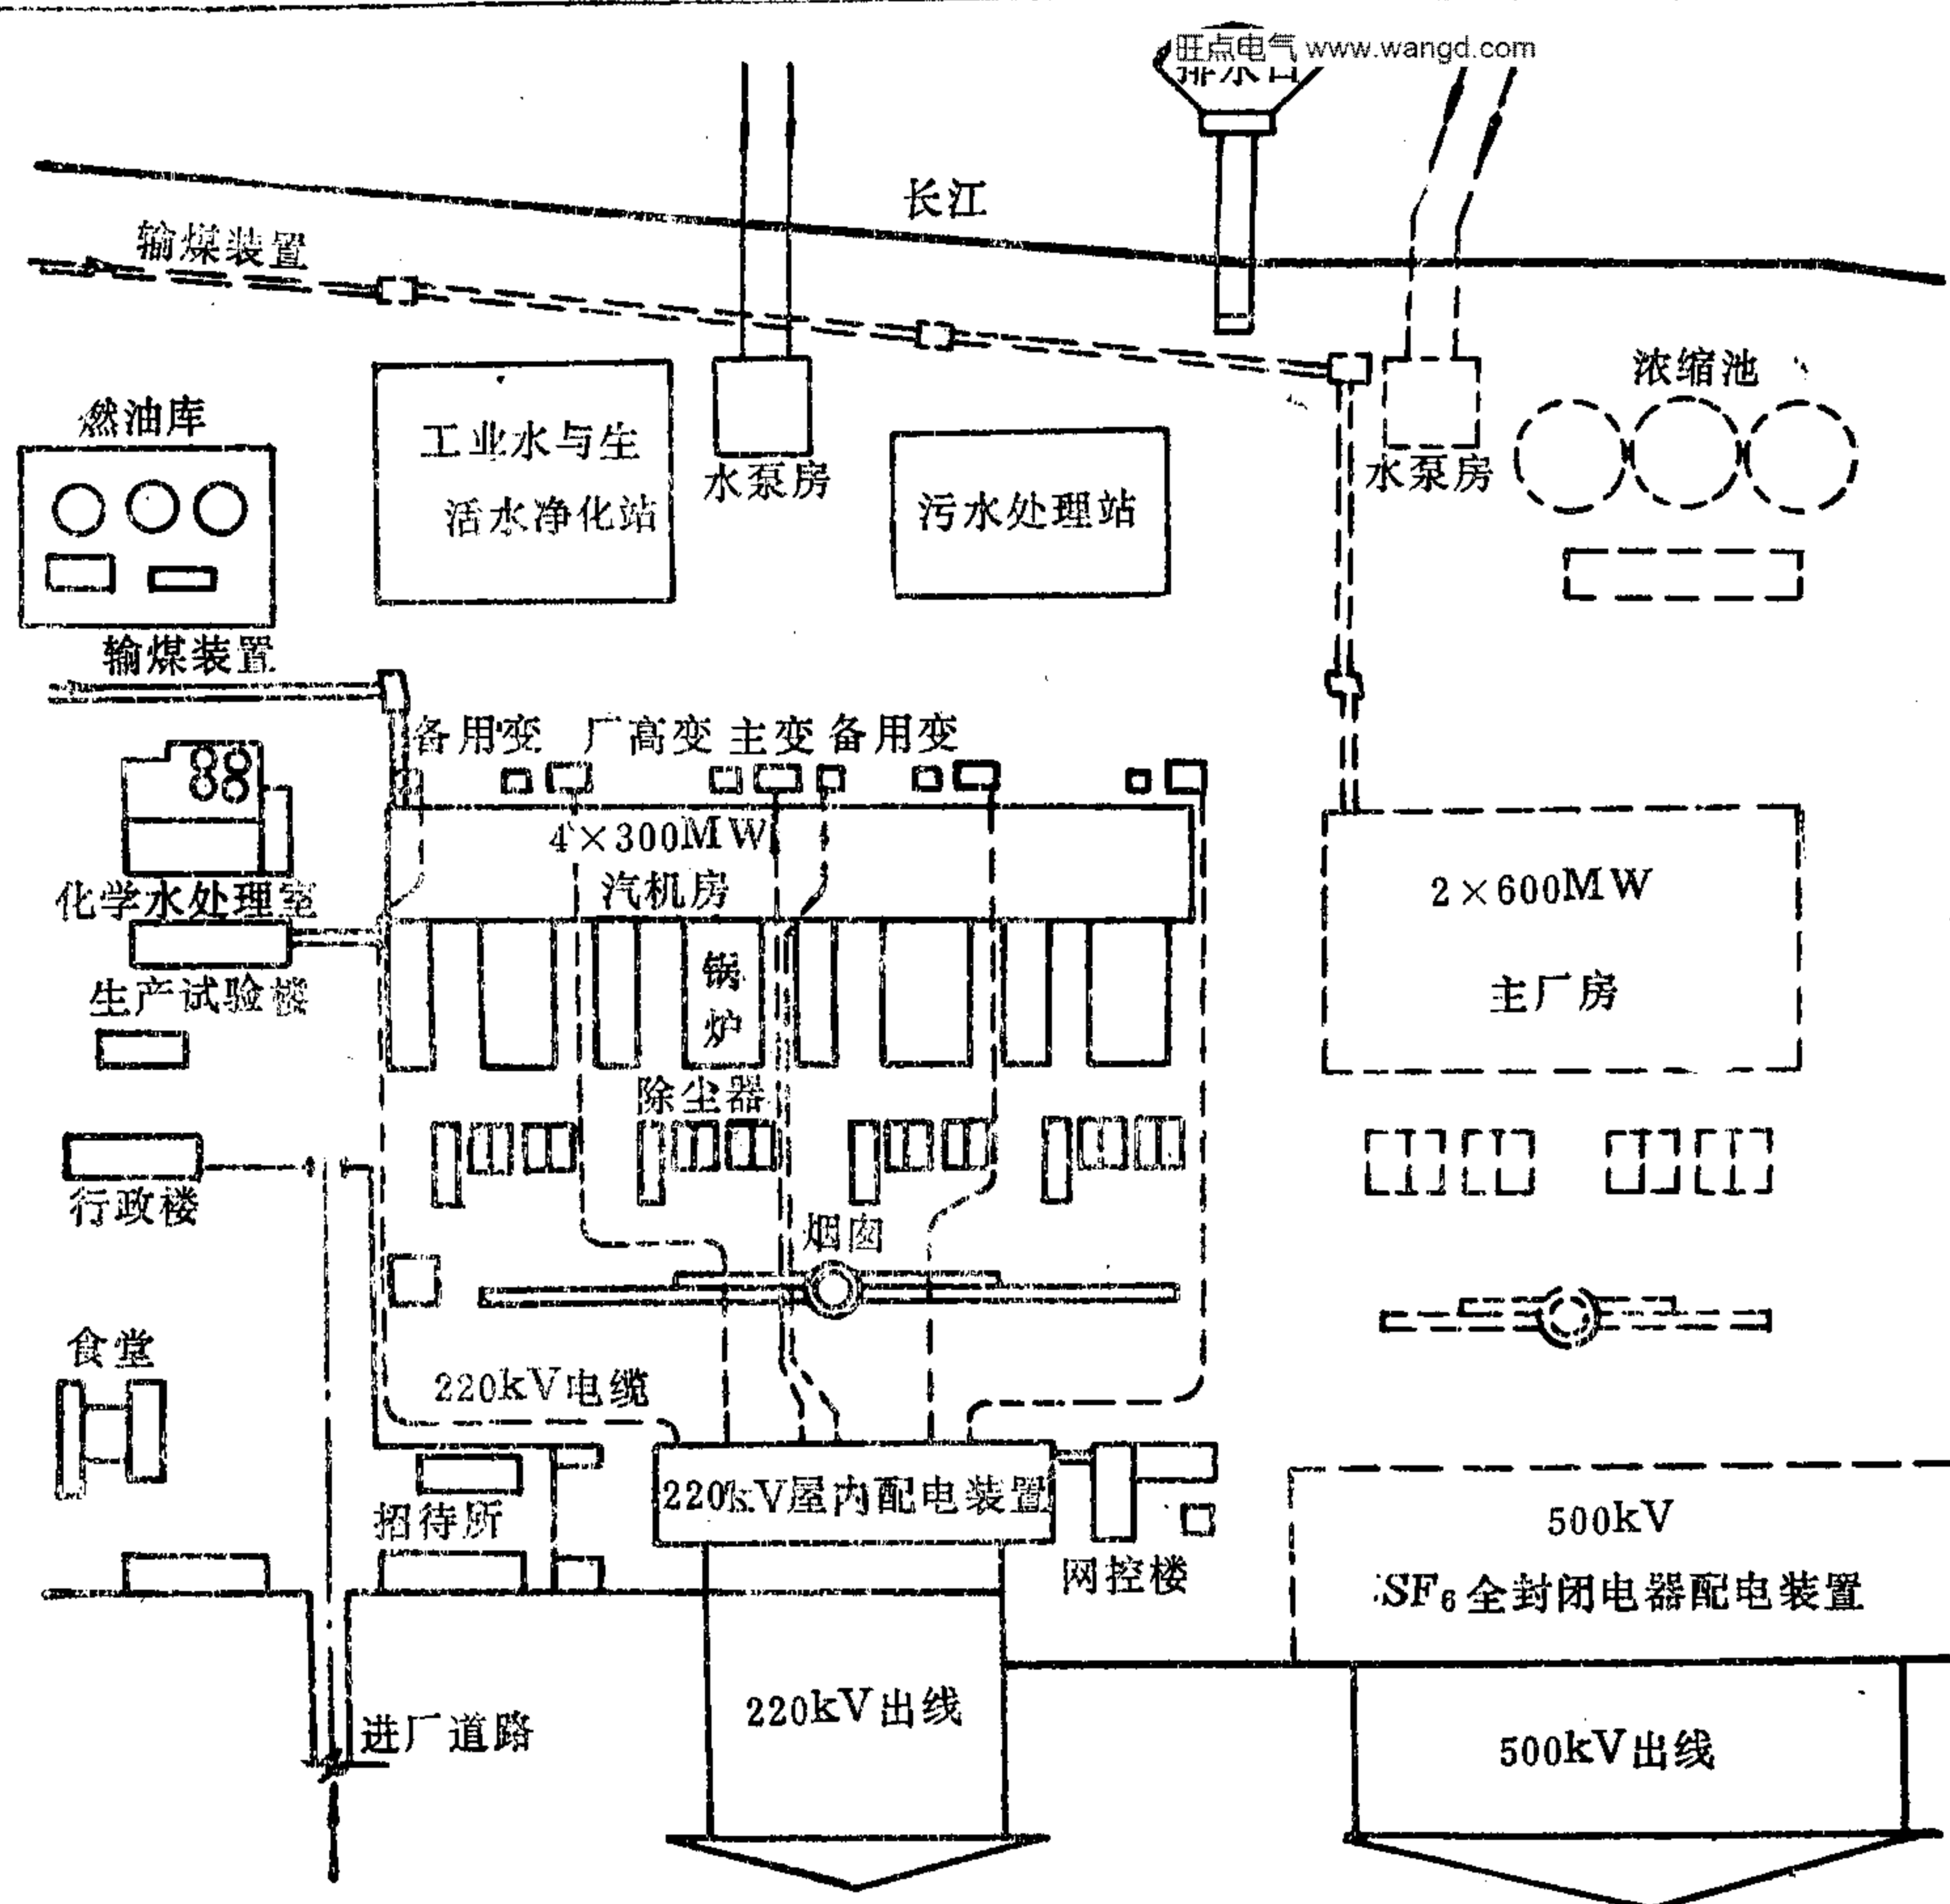 旺点电气 www.wangd.com
排水口
长江
输煤装置
浓缩池
燃油库
工业水与生
活水净化站
水泵房
污水处理站
水泵房
输煤装置
备用变 厂高变 主变 备用变
4×300MW
汽机房
2×600MW
主厂房
化学水处理室
锅
炉
生产试验楼
除尘器
行政楼
烟囱
食堂
220kV电缆
220kV屋内配电装置
招待所
网控楼
500kV
SF₆全封闭电器配电装置
220kV出线
进厂道路
500kV出线